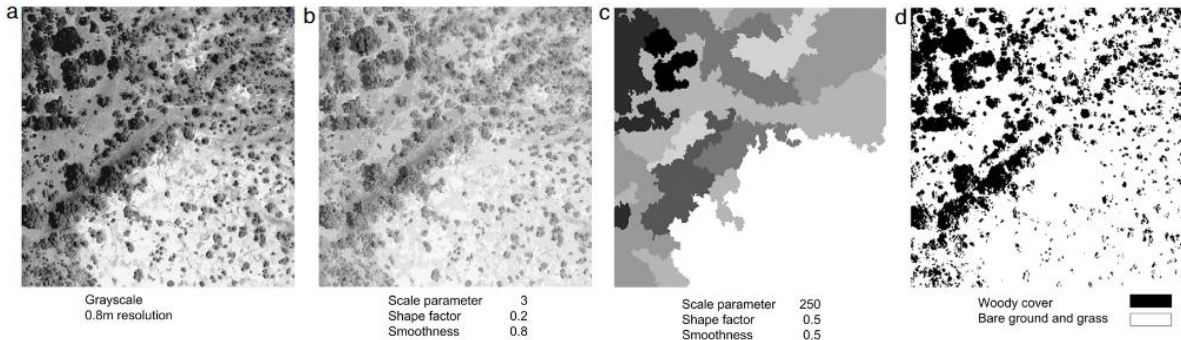 a
b
c
d
Grayscale
0.8m resolution
Scale parameter 3
Shape factor 0.2
Smoothness 0.8
Scale parameter 250
Shape factor 0.5
Smoothness 0.5
Woody cover
Bare ground and grass